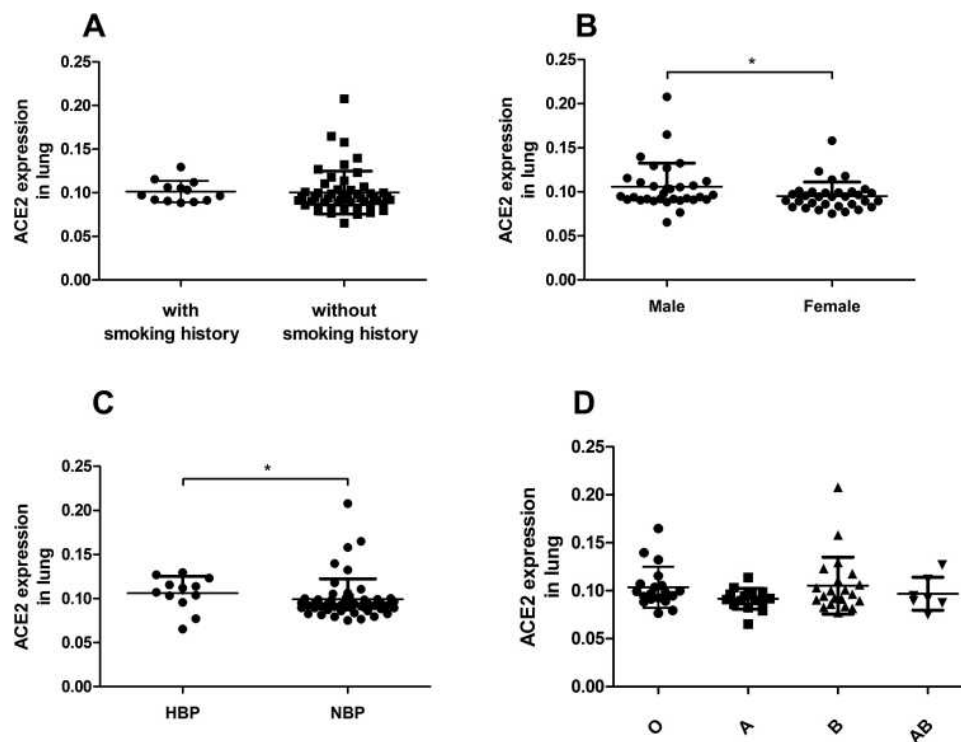 A
ACE2 expression
in lung
0.25
0.20
0.15
0.10
0.05
0.00
with
smoking history
without
smoking history
B
ACE2 expression
in lung
0.25
0.20
0.15
0.10
0.05
0.00
*
Male
Female
C
ACE2 expression
in lung
0.25
0.20
0.15
0.10
0.05
0.00
*
HBP
NBP
D
ACE2 expression
in lung
0.25
0.20
0.15
0.10
0.05
0.00
O
A
B
AB